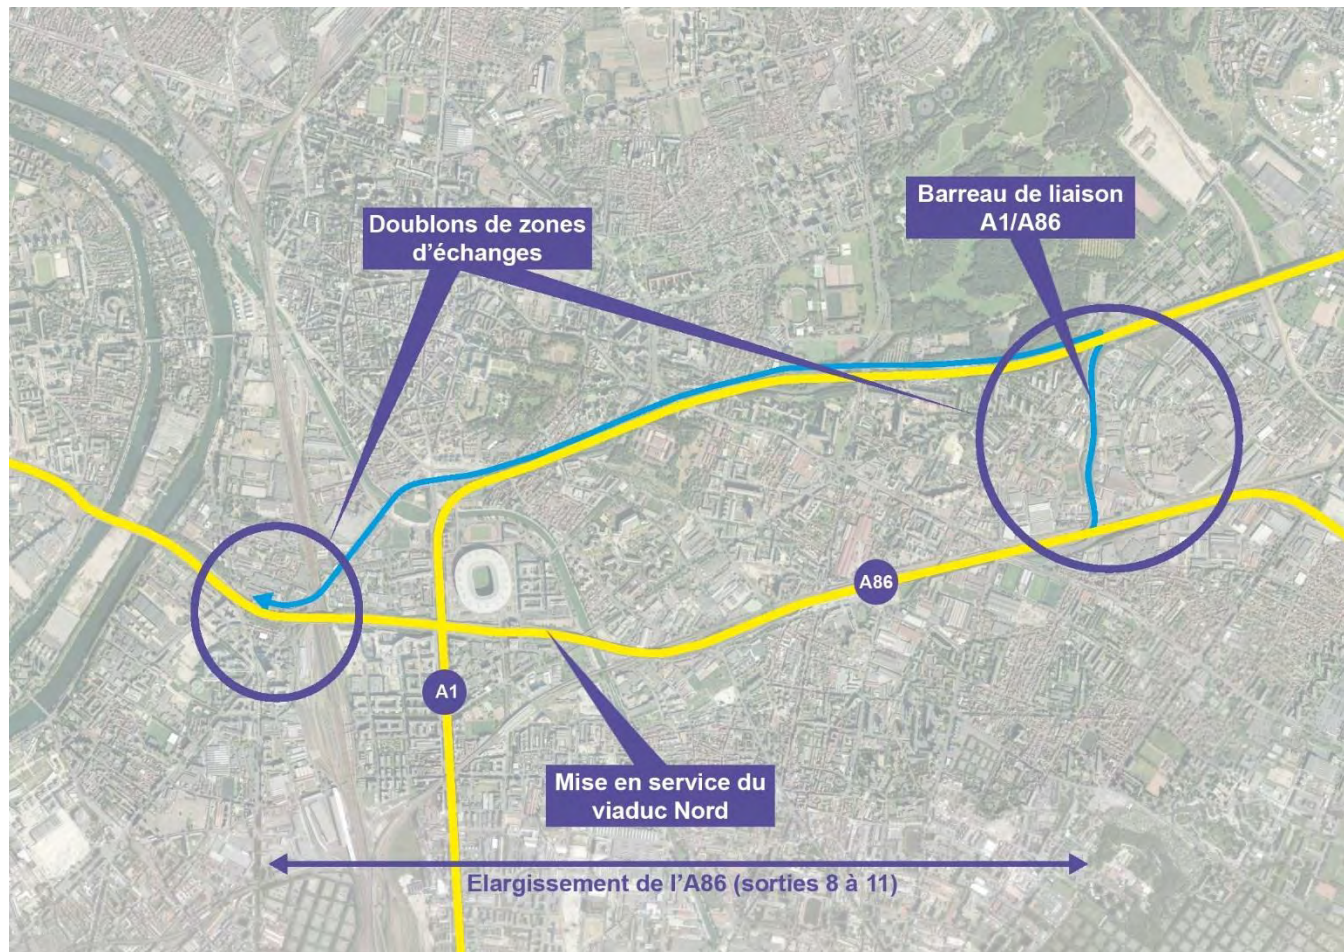 Barreau de liaison
A1/A86
Doublons de zones
d'échanges
A86
A1
Mise en service du
viaduc Nord
Elargissement de l'A86 (sorties 8 à 11)